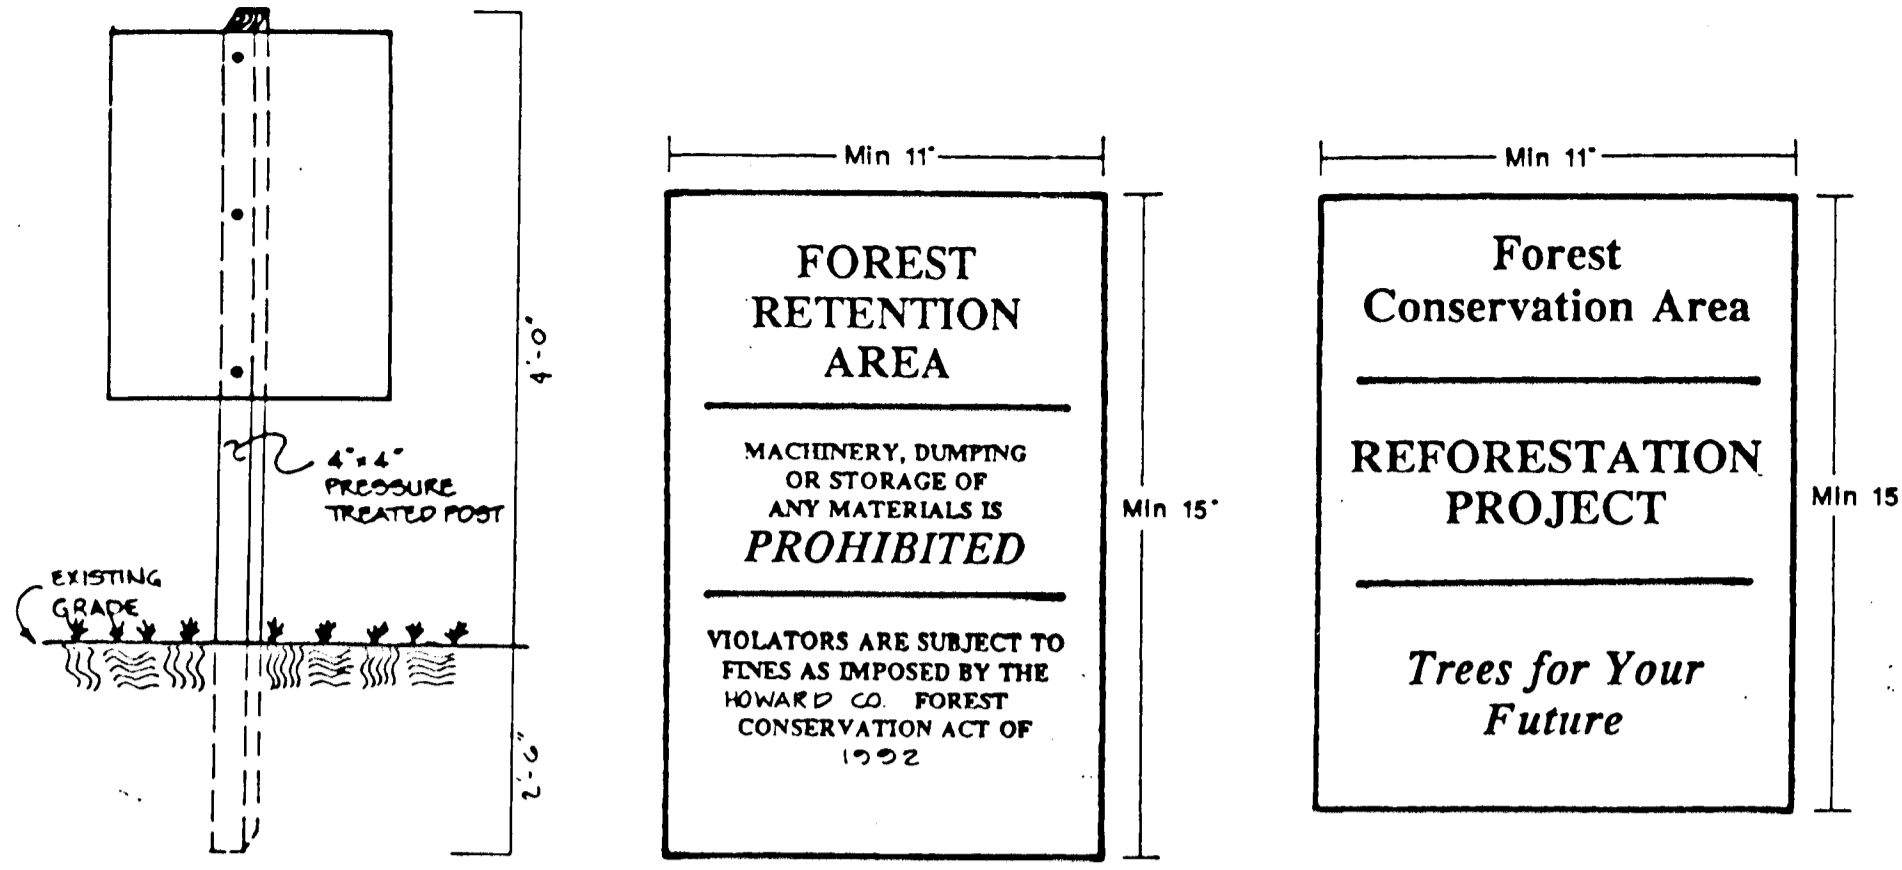 4'-0"
4"x4"
PRESSURE
TREATED POST
EXISTING
GRADE
2'-0"
Min 11"
FOREST
RETENTION
AREA
MACHINERY, DUMPING
OR STORAGE OF
ANY MATERIALS IS
PROHIBITED
VIOLATORS ARE SUBJECT TO
FINES AS IMPOSED BY THE
HOWARD CO. FOREST
CONSERVATION ACT OF
1992
Min 15"
Min 11"
Forest
Conservation Area
REFORESTATION
PROJECT
Trees for Your
Future
Min 15